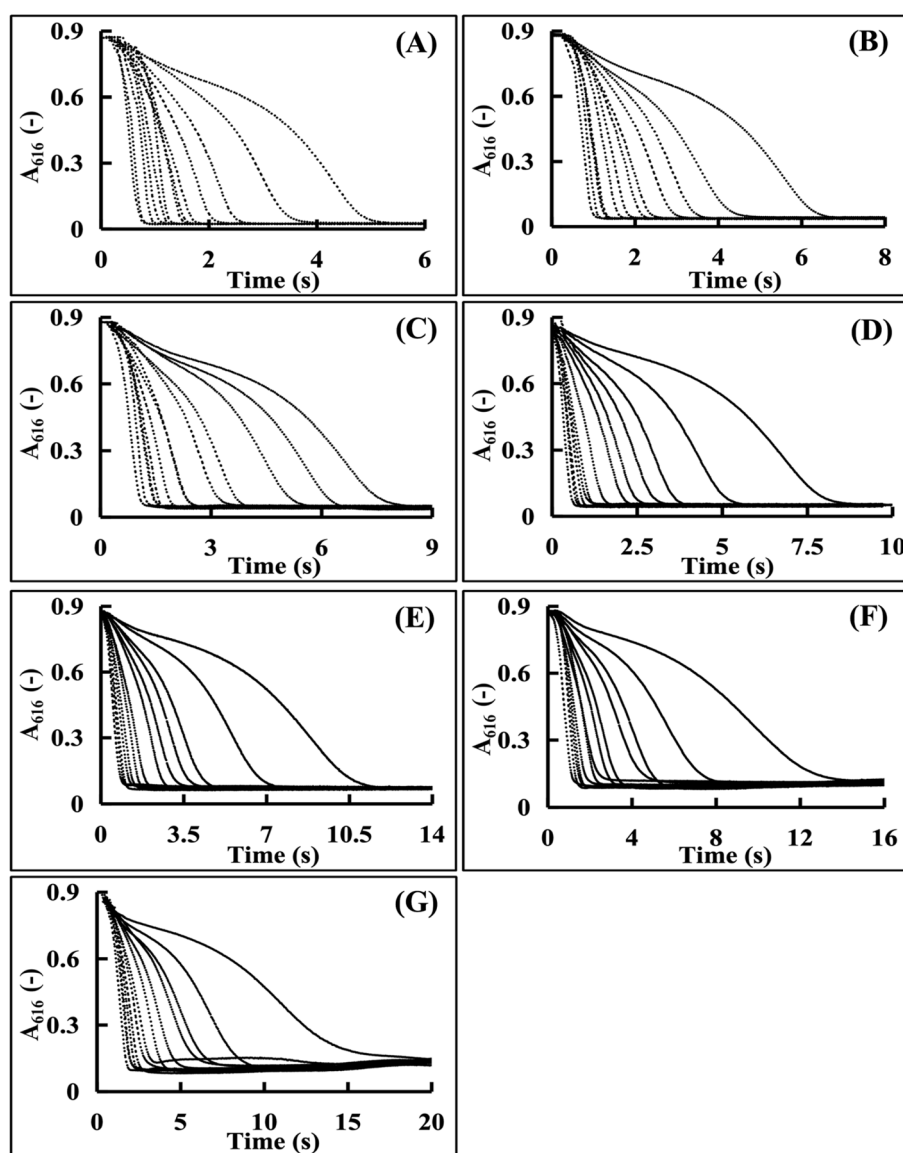 (A)
A₆₁₆ (-)
0.9
0.6
0.3
0
0 2 4 6
Time (s)
(B)
A₆₁₆ (-)
0.9
0.6
0.3
0
0 2 4 6 8
Time (s)
(C)
A₆₁₆ (-)
0.9
0.6
0.3
0
0 3 6 9
Time (s)
(D)
A₆₁₆ (-)
0.9
0.6
0.3
0
0 2.5 5 7.5 10
Time (s)
(E)
A₆₁₆ (-)
0.9
0.6
0.3
0
0 3.5 7 10.5 14
Time (s)
(F)
A₆₁₆ (-)
0.9
0.6
0.3
0
0 4 8 12 16
Time (s)
(G)
A₆₁₆ (-)
0.9
0.6
0.3
0
0 5 10 15 20
Time (s)